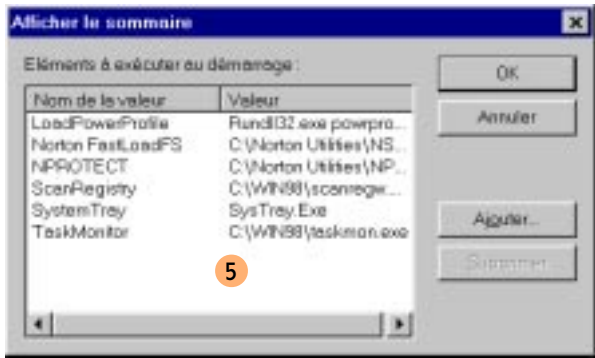 Afficher le sommaire
Eléments à exécuter au démarrage :
Nom de la valeur Valeur
LoadPowerProfile Rundll32.exe powrpro...
Norton FastLoadFS C:\Norton Utilities\NS...
NPROTECT C:\Norton Utilities\NP...
ScanRegistry C:\WIN98\scanregw....
SystemTray SysTray.Exe
TaskMonitor C:\WIN98\taskmon.exe
5
OK
Annuler
Ajouter...
Supprimer...